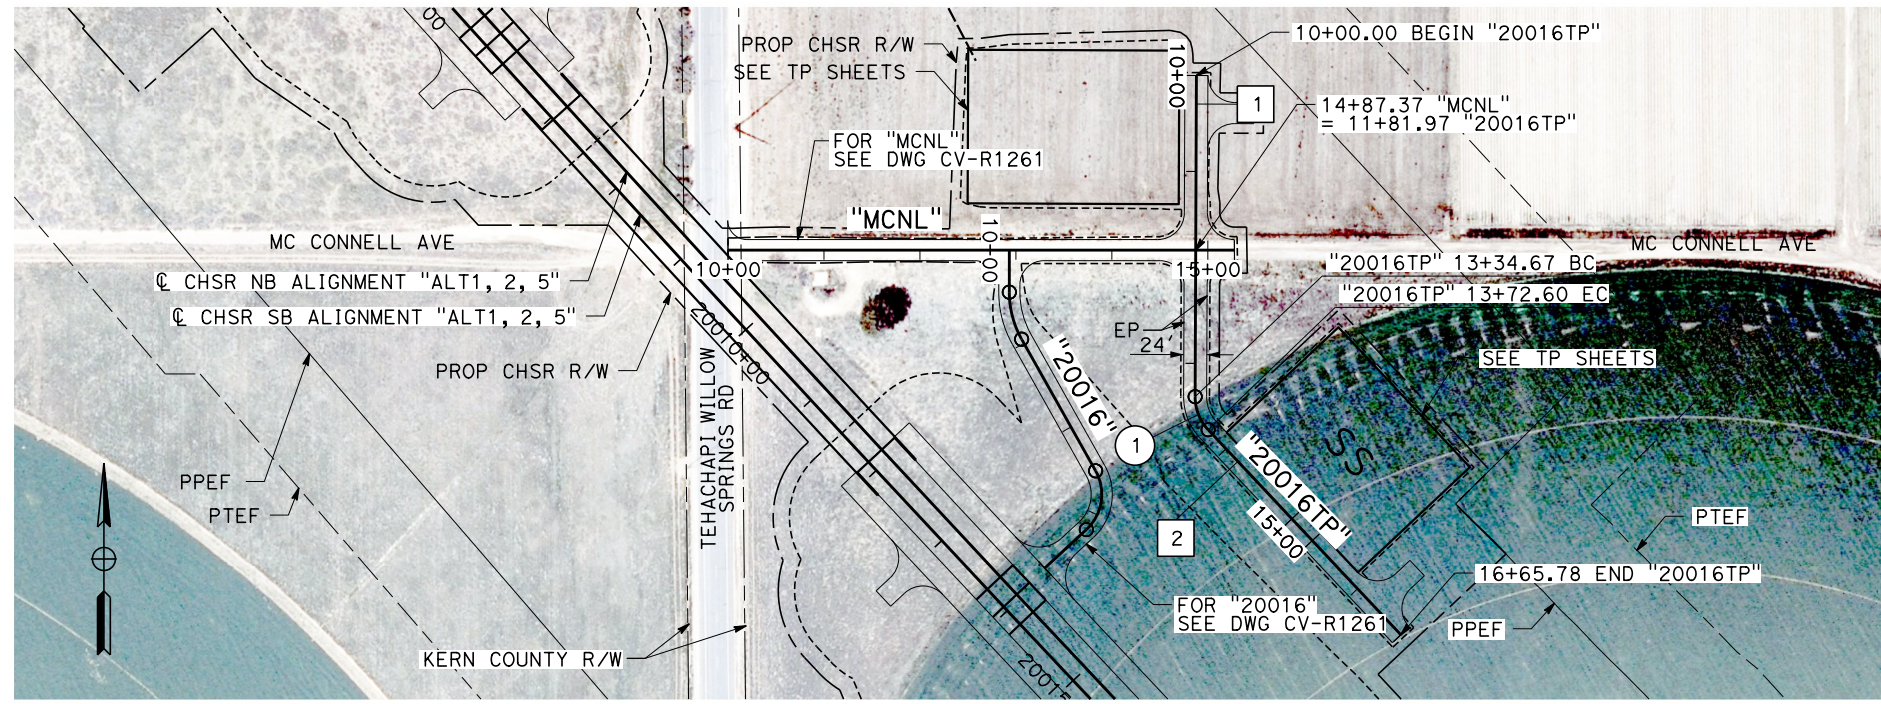 00
PROP CHSR R/W
SEE TP SHEETS
10+00
10+00.00 BEGIN "20016TP"
1
14+87.37 "MCNL"
= 11+81.97 "20016TP"
FOR "MCNL"
SEE DWG CV-R1261
"MCNL"
MC CONNELL AVE
MC CONNELL AVE
℄ CHSR NB ALIGNMENT "ALT1, 2, 5"
℄ CHSR SB ALIGNMENT "ALT1, 2, 5"
10+00
10+00
15+00
"20016TP" 13+34.67 BC
"20016TP" 13+72.60 EC
20010+00
EP
24'
SEE TP SHEETS
PROP CHSR R/W
TEHACHAPI WILLOW
SPRINGS RD
"20016"
1
SS
"20016TP"
15+00
PPEF
PTEF
2
PTEF
16+65.78 END "20016TP"
FOR "20016"
SEE DWG CV-R1261
PPEF
KERN COUNTY R/W
20015